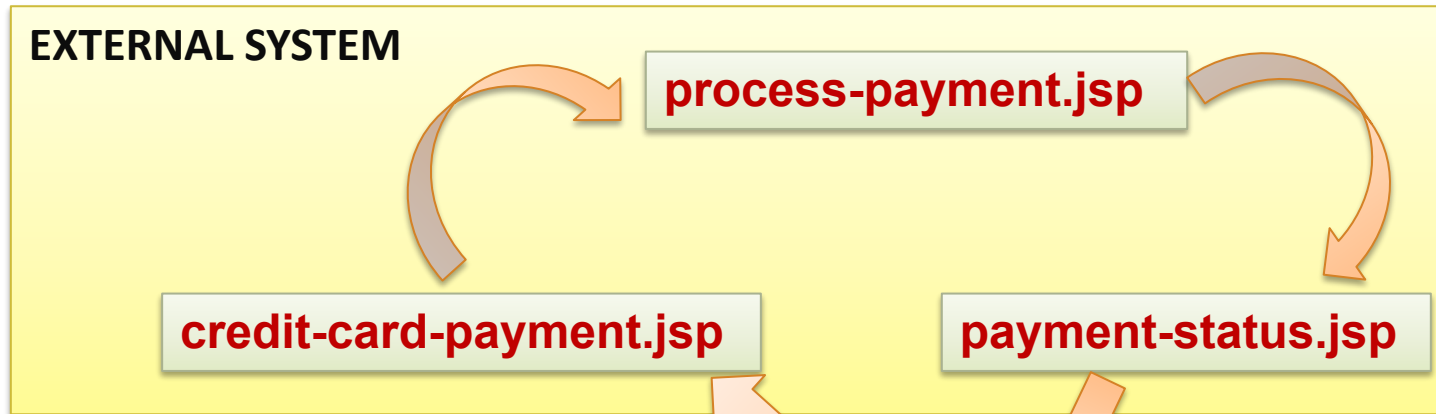 EXTERNAL SYSTEM
process-payment.jsp
credit-card-payment.jsp
payment-status.jsp